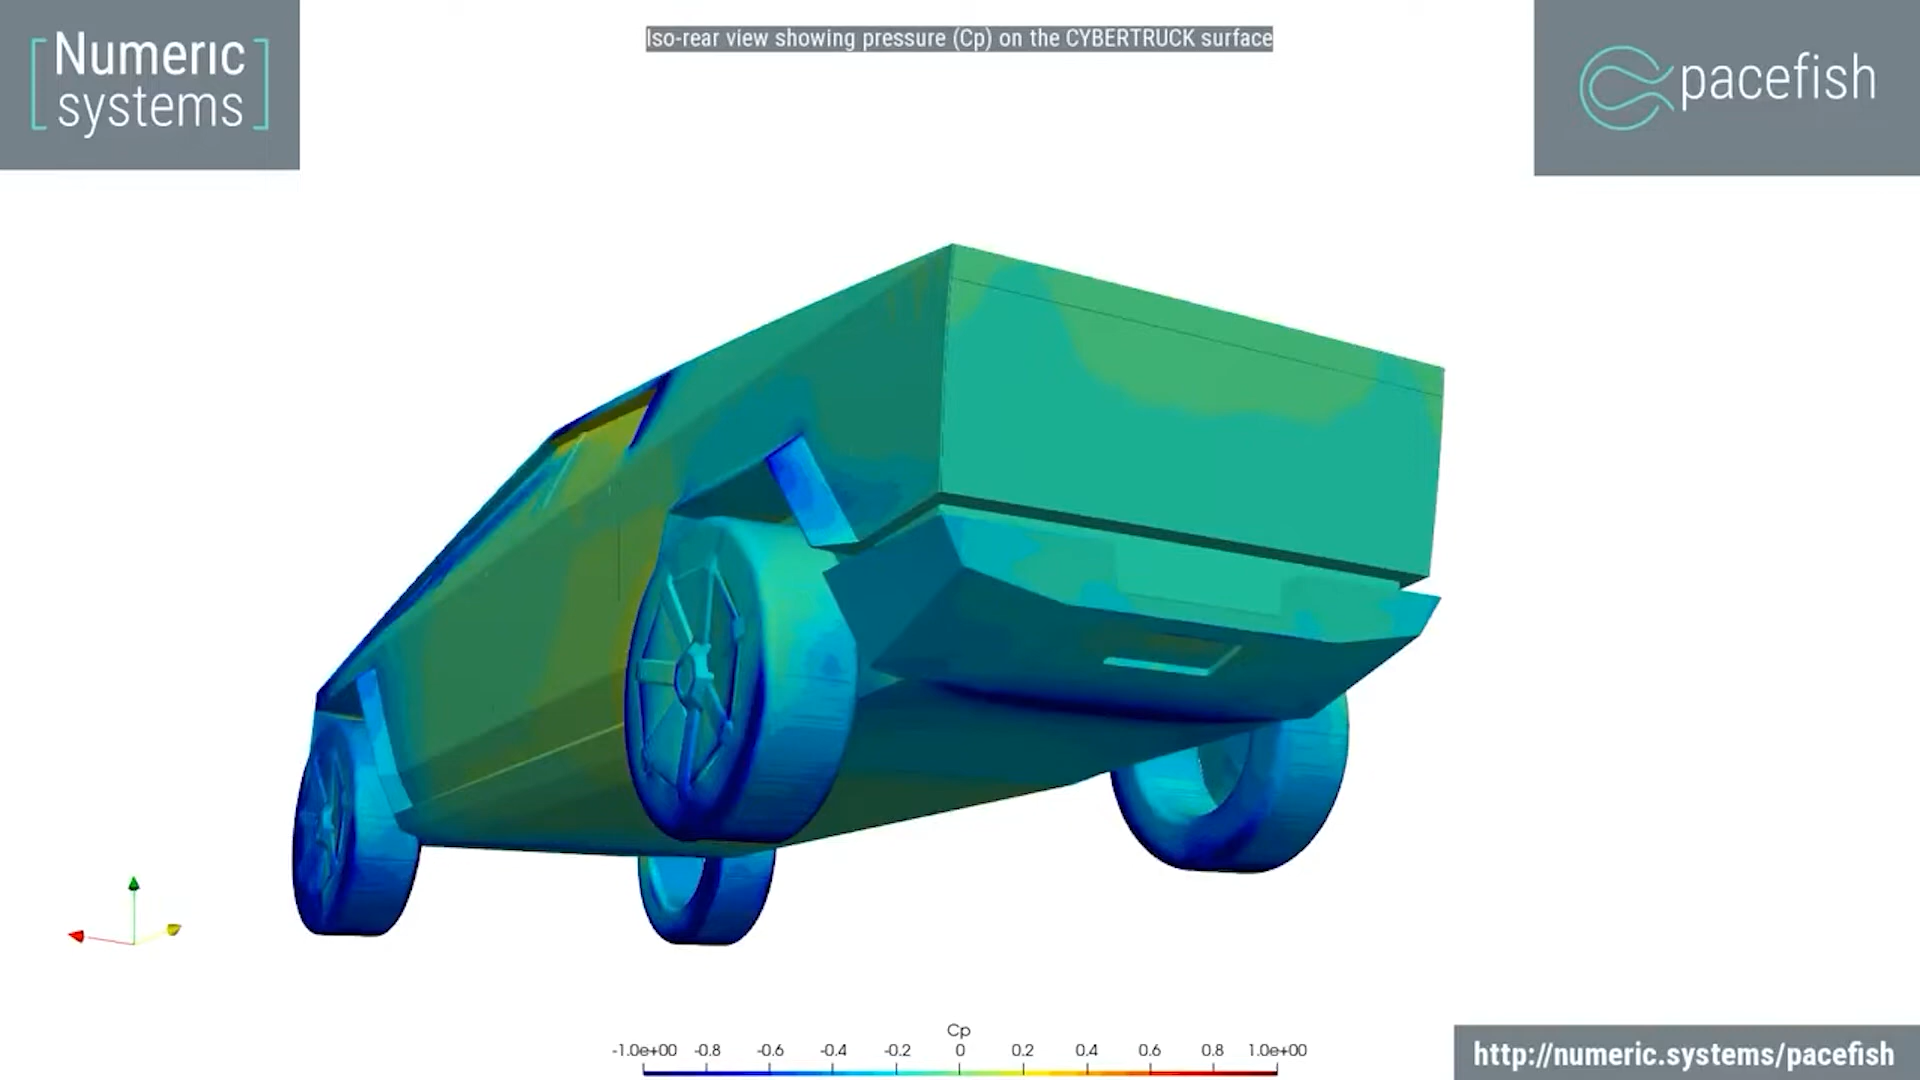 Numeric
systems
Iso-rear view showing pressure (Cp) on the CYBERTRUCK surface
pacefish
Cp
-1.0e+00 -0.8 -0.6 -0.4 -0.2 0 0.2 0.4 0.6 0.8 1.0e+00
http://numeric.systems/pacefish